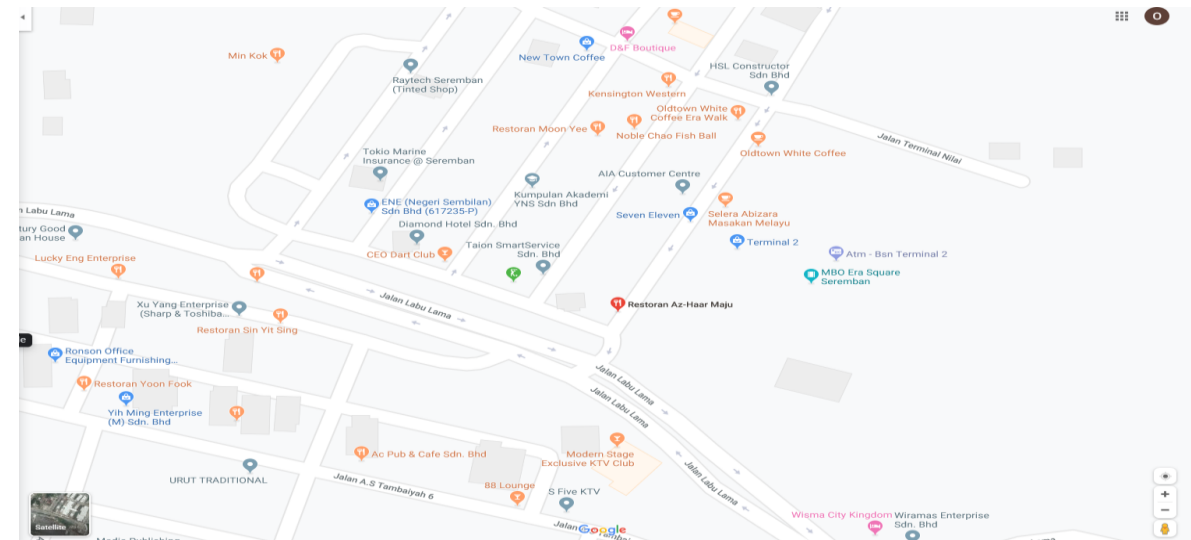 O
D&F Boutique
New Town Coffee
Min Kok
HSL Constructor
Sdn Bhd
Raytech Seremban
(Tinted Shop)
Kensington Western
Oldtown White
Coffee Era Walk
Restoran Moon Yee
Noble Chao Fish Ball
Jalan Terminal Nilai
Oldtown White Coffee
Tokio Marine
Insurance @ Seremban
AIA Customer Centre
Kumpulan Akademi
YNS Sdn Bhd
ENE (Negeri Sembilan)
Sdn Bhd (617235-P)
n Labu Lama
Seven Eleven
Selera Abizara
Masakan Melayu
Diamond Hotel Sdn. Bhd
tury Good
an House
Terminal 2
Taion SmartService
Sdn. Bhd
CEO Dart Club
Atm - Bsn Terminal 2
Lucky Eng Enterprise
MBO Era Square
Seremban
Jalan Labu Lama
Xu Yang Enterprise
(Sharp & Toshiba...
Restoran Az-Haar Maju
Restoran Sin Yit Sing
e
Ronson Office
Equipment Furnishing...
Jalan Labu Lama
Jalan Labu Lama
Restoran Yoon Fook
Yih Ming Enterprise
(M) Sdn. Bhd
Ac Pub & Cafe Sdn. Bhd
Modern Stage
Exclusive KTV Club
Jalan Labu Lama
URUT TRADITIONAL
Jalan A.S Tambaiyah 6
88 Lounge
S Five KTV
Satellite
Jalan
Google
Wisma City Kingdom
Wiramas Enterprise
Sdn. Bhd